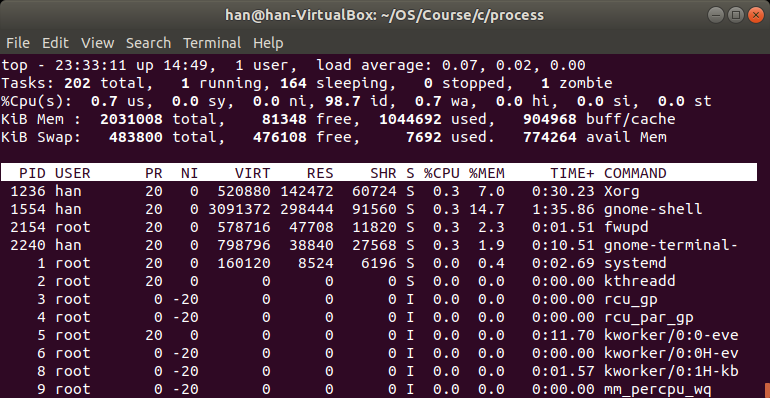 han@han-VirtualBox: ~/OS/Course/c/process
File Edit View Search Terminal Help
top - 23:33:11 up 14:49,  1 user,  load average: 0.07, 0.02, 0.00
Tasks: 202 total,   1 running, 164 sleeping,   0 stopped,   1 zombie
%Cpu(s):  0.7 us,  0.0 sy,  0.0 ni, 98.7 id,  0.7 wa,  0.0 hi,  0.0 si,  0.0 st
KiB Mem :  2031008 total,    81348 free,  1044692 used,   904968 buff/cache
KiB Swap:   483800 total,   476108 free,     7692 used.   774264 avail Mem
PID USER      PR  NI    VIRT    RES    SHR S %CPU %MEM     TIME+ COMMAND
1236 han       20   0  520880 142472  60724 S  0.3  7.0   0:30.23 Xorg
1554 han       20   0 3091372 298444  91560 S  0.3 14.7   1:35.86 gnome-shell
2154 root      20   0  578716  47708  11820 S  0.3  2.3   0:01.51 fwupd
2240 han       20   0  798796  38840  27568 S  0.3  1.9   0:10.51 gnome-terminal-
1 root      20   0  160120   8524   6196 S  0.0  0.4   0:02.69 systemd
2 root      20   0       0      0      0 S  0.0  0.0   0:00.00 kthreadd
3 root       0 -20       0      0      0 I  0.0  0.0   0:00.00 rcu_gp
4 root       0 -20       0      0      0 I  0.0  0.0   0:00.00 rcu_par_gp
5 root      20   0       0      0      0 I  0.0  0.0   0:11.70 kworker/0:0-eve
6 root       0 -20       0      0      0 I  0.0  0.0   0:00.00 kworker/0:0H-ev
8 root       0 -20       0      0      0 I  0.0  0.0   0:01.57 kworker/0:1H-kb
9 root       0 -20       0      0      0 I  0.0  0.0   0:00.00 mm_percpu_wq